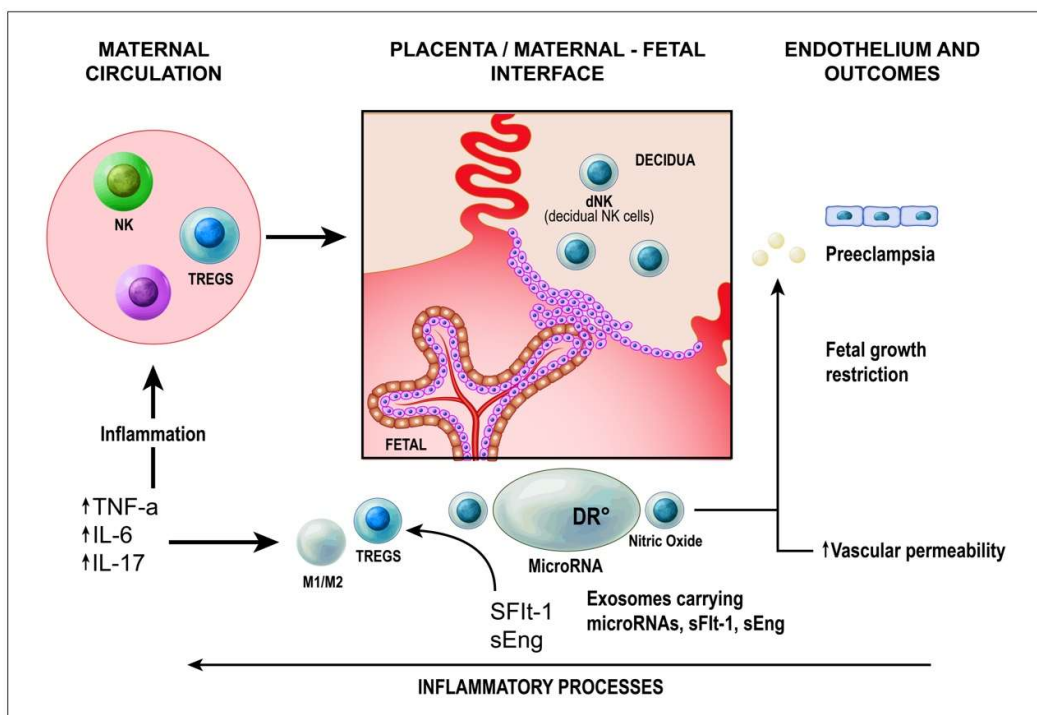 MATERNAL
CIRCULATION
PLACENTA / MATERNAL - FETAL
INTERFACE
ENDOTHELIUM AND
OUTCOMES
NK
TREGS
DECIDUA
dNK
(decidual NK cells)
FETAL
Preeclampsia
Fetal growth
restriction
Inflammation
↑TNF-a
↑IL-6
↑IL-17
M1/M2
TREGS
DR°
MicroRNA
Nitric Oxide
↑Vascular permeability
SFlt-1
sEng
Exosomes carrying
microRNAs, sFlt-1, sEng
INFLAMMATORY PROCESSES